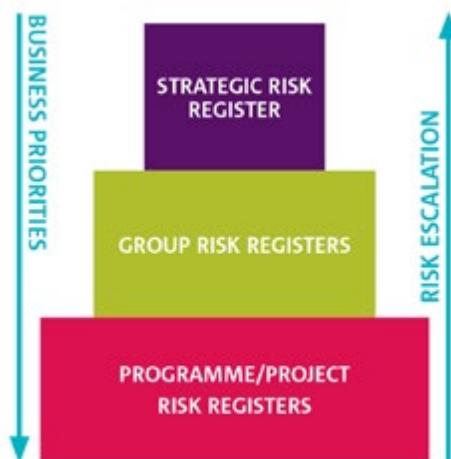 BUSINESS PRIORITIES
STRATEGIC RISK
REGISTER
GROUP RISK REGISTERS
PROGRAMME/PROJECT
RISK REGISTERS
RISK ESCALATION